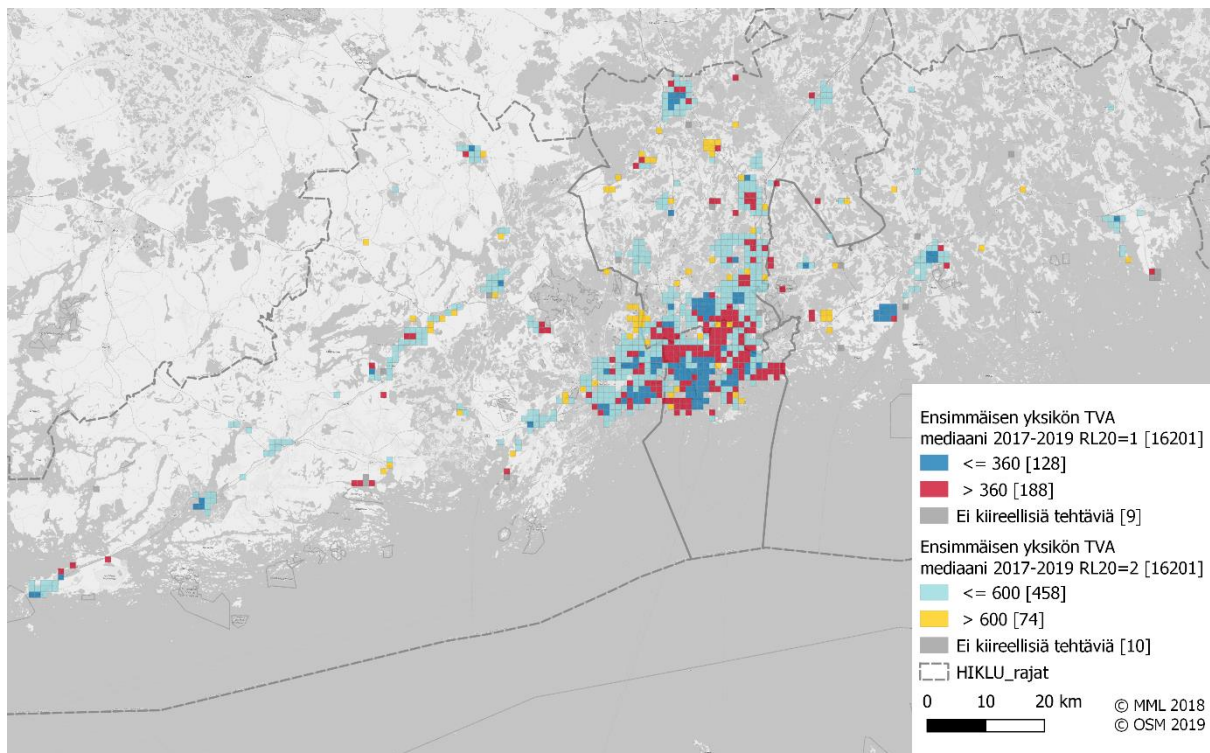 Ensimmäisen yksikön TVA
mediaani 2017-2019 RL20=1 [16201]
<= 360 [128]
> 360 [188]
Ei kiireellisiä tehtäviä [9]
Ensimmäisen yksikön TVA
mediaani 2017-2019 RL20=2 [16201]
<= 600 [458]
> 600 [74]
Ei kiireellisiä tehtäviä [10]
HIKLU_rajat
0 10 20 km
© MML 2018
© OSM 2019